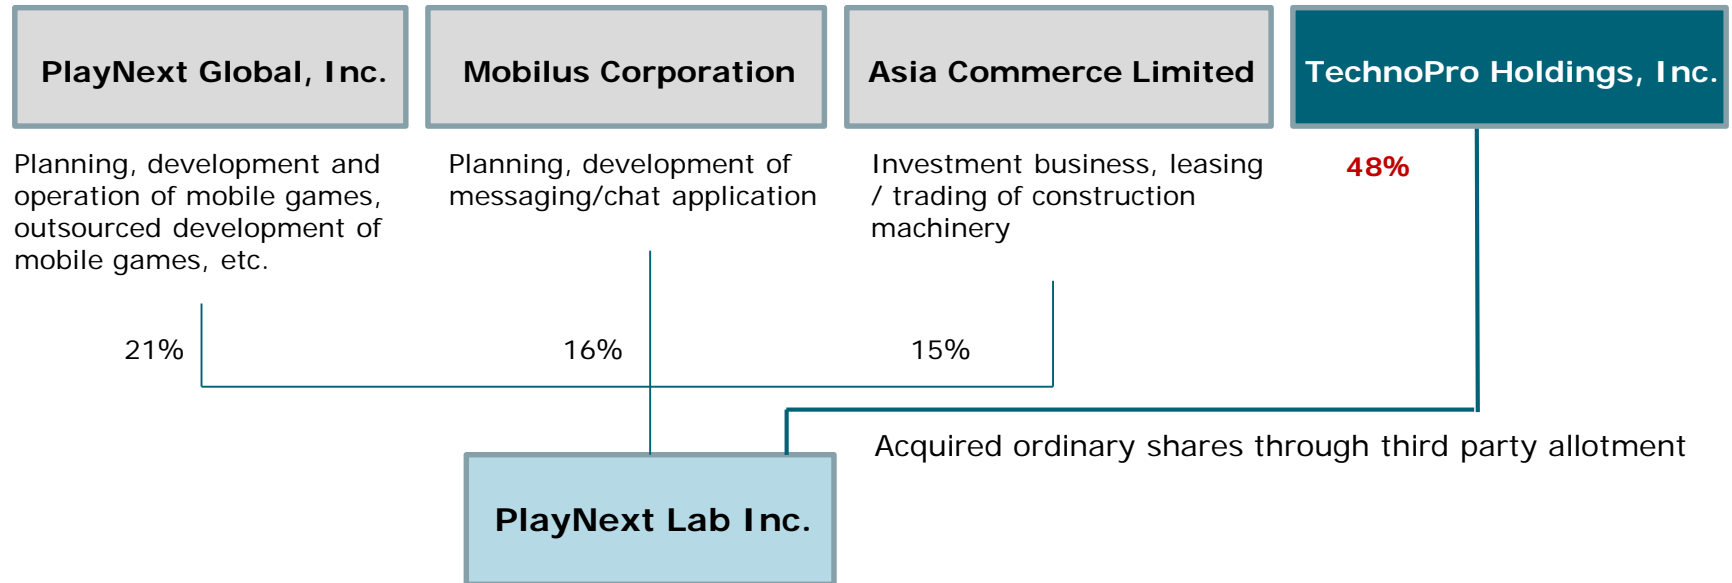 PlayNext Global, Inc.
Mobilus Corporation
Asia Commerce Limited
TechnoPro Holdings, Inc.
Planning, development and
operation of mobile games,
outsourced development of
mobile games, etc.
Planning, development of
messaging/chat application
Investment business, leasing
/ trading of construction
machinery
48%
21%
16%
15%
Acquired ordinary shares through third party allotment
PlayNext Lab Inc.